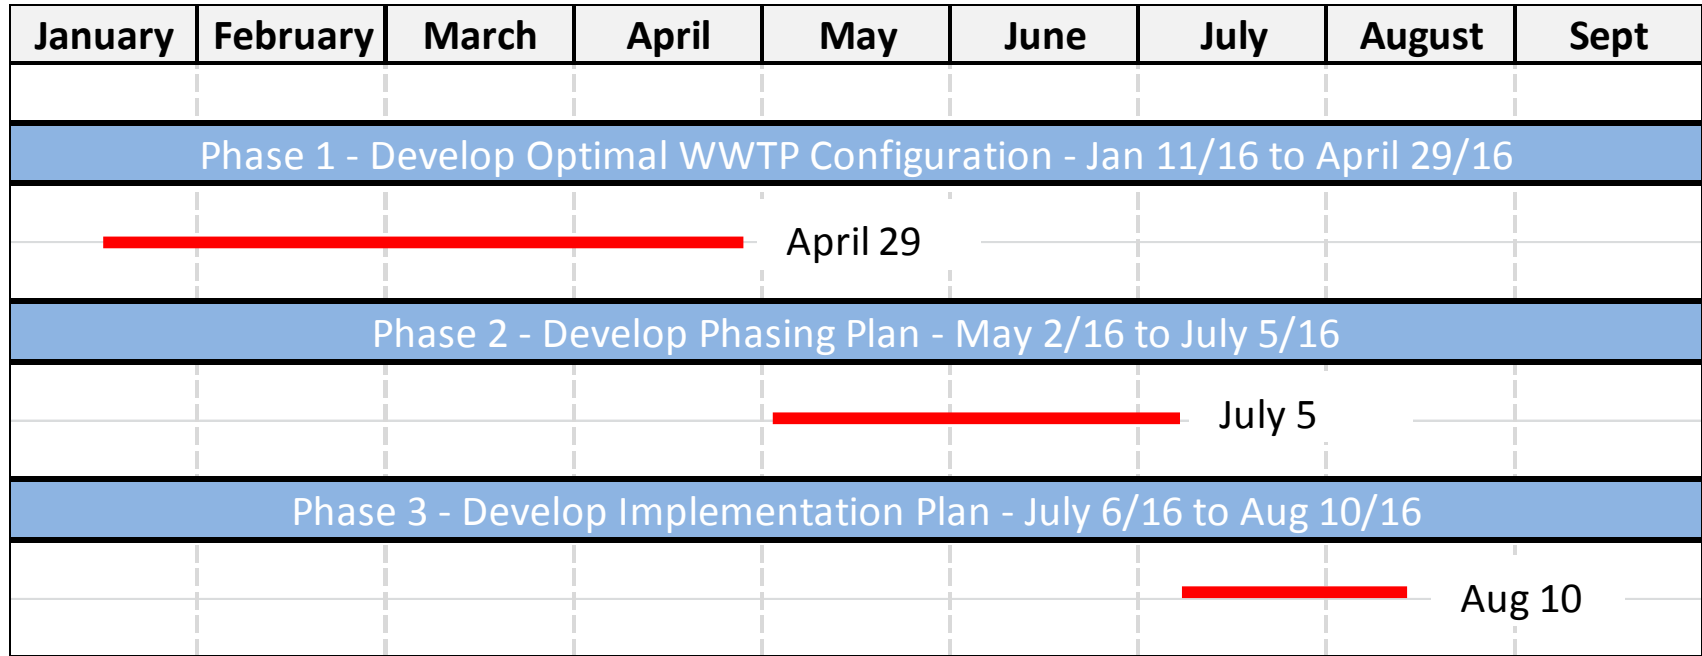 January February March April May June July August Sept
Phase 1 - Develop Optimal WWTP Configuration - Jan 11/16 to April 29/16
April 29
Phase 2 - Develop Phasing Plan - May 2/16 to July 5/16
July 5
Phase 3 - Develop Implementation Plan - July 6/16 to Aug 10/16
Aug 10